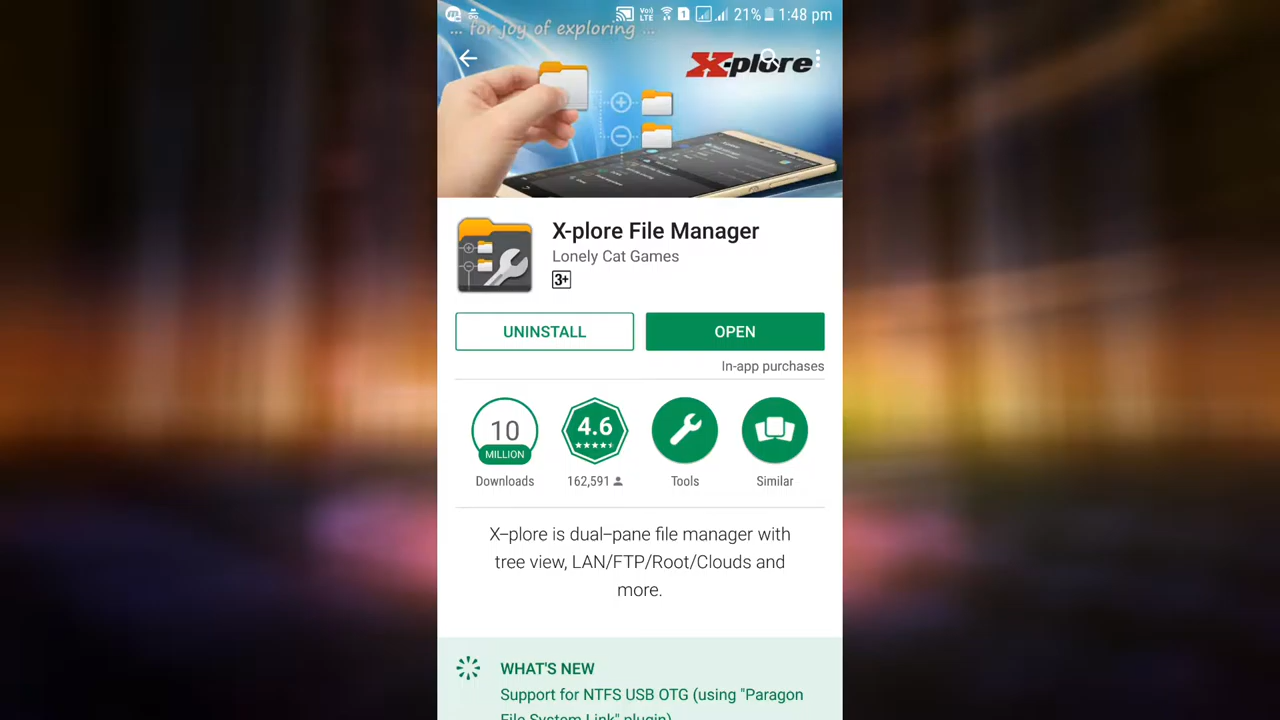 Vo) LTE 1 21% 1:48 pm
... for joy of exploring ...
X-plore
X-plore File Manager
Lonely Cat Games
3+
UNINSTALL
OPEN
In-app purchases
10 MILLION
4.6
Downloads
162,591
Tools
Similar
X-plore is dual-pane file manager with
tree view, LAN/FTP/Root/Clouds and
more.
WHAT'S NEW
Support for NTFS USB OTG (using "Paragon
File System Link" plugin)